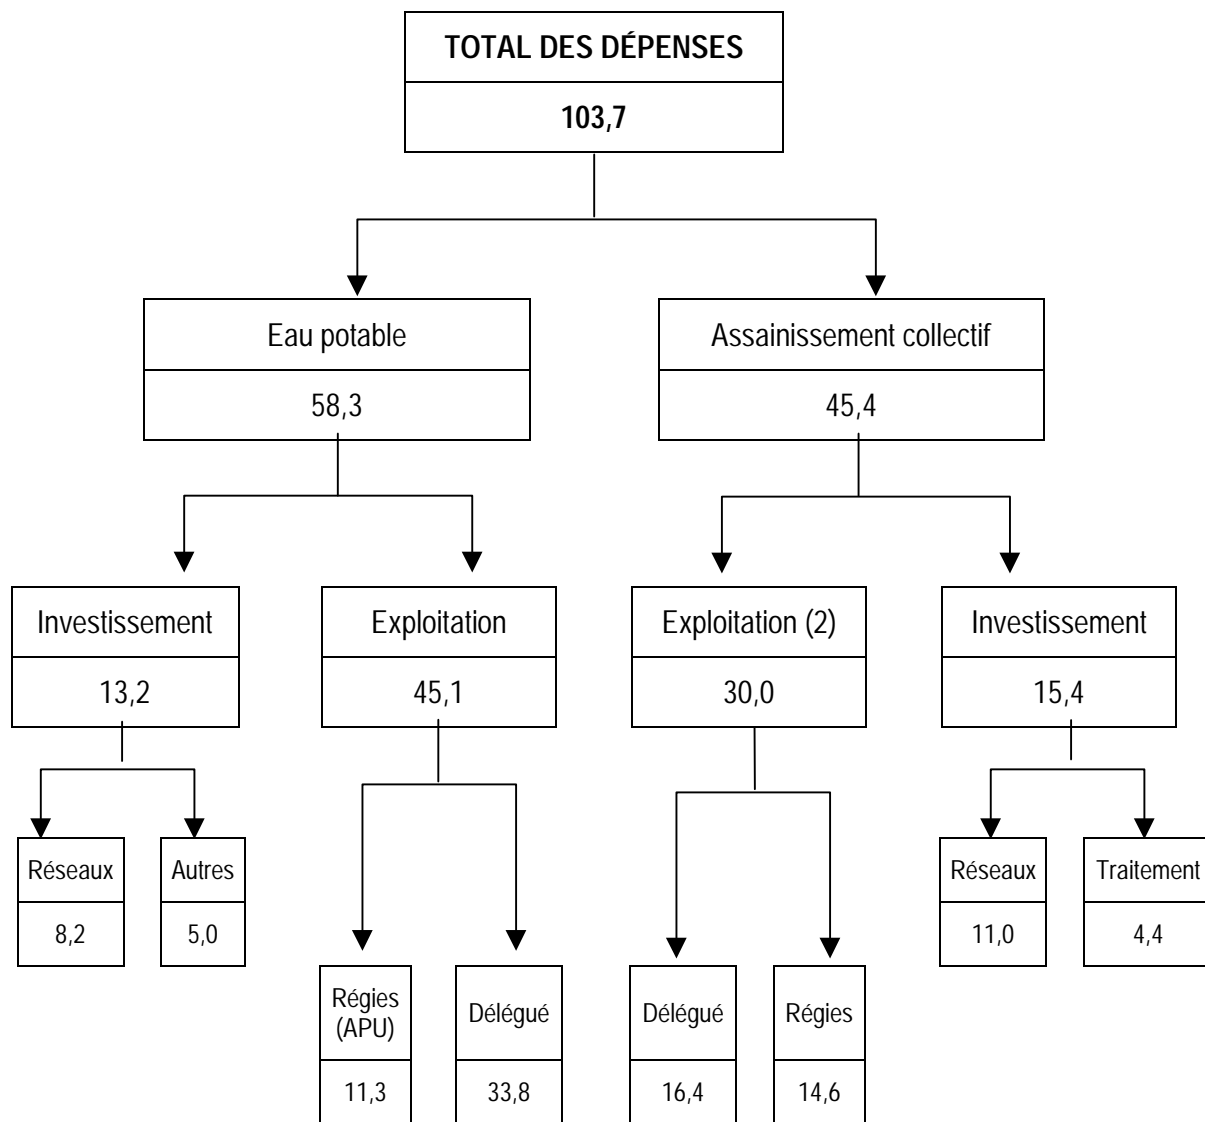 TOTAL DES DÉPENSES
103,7
Eau potable
58,3
Assainissement collectif
45,4
Investissement
13,2
Exploitation
45,1
Exploitation (2)
30,0
Investissement
15,4
Réseaux
8,2
Autres
5,0
Réseaux
11,0
Traitement
4,4
Régies
(APU)
11,3
Délégué
33,8
Délégué
16,4
Régies
14,6